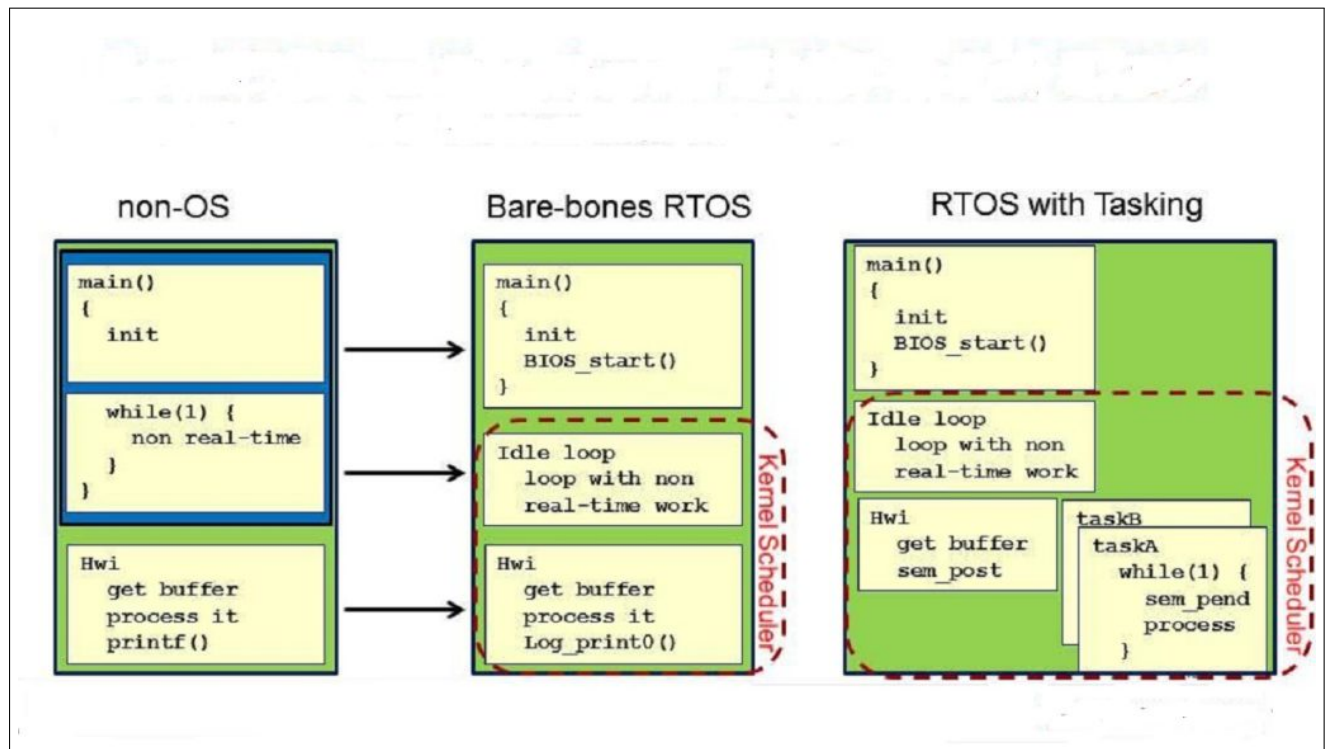 non-OS
main()
{
init
while(1) {
non real-time
}
}
Hwi
get buffer
process it
printf()
Bare-bones RTOS
main()
{
init
BIOS_start()
}
Idle loop
loop with non
real-time work
Hwi
get buffer
process it
Log_print0()
Kernel Scheduler
RTOS with Tasking
main()
{
init
BIOS_start()
}
Idle loop
loop with non
real-time work
Hwi
get buffer
sem_post
taskB
taskA
while(1) {
sem_pend
process
}
Kernel Scheduler